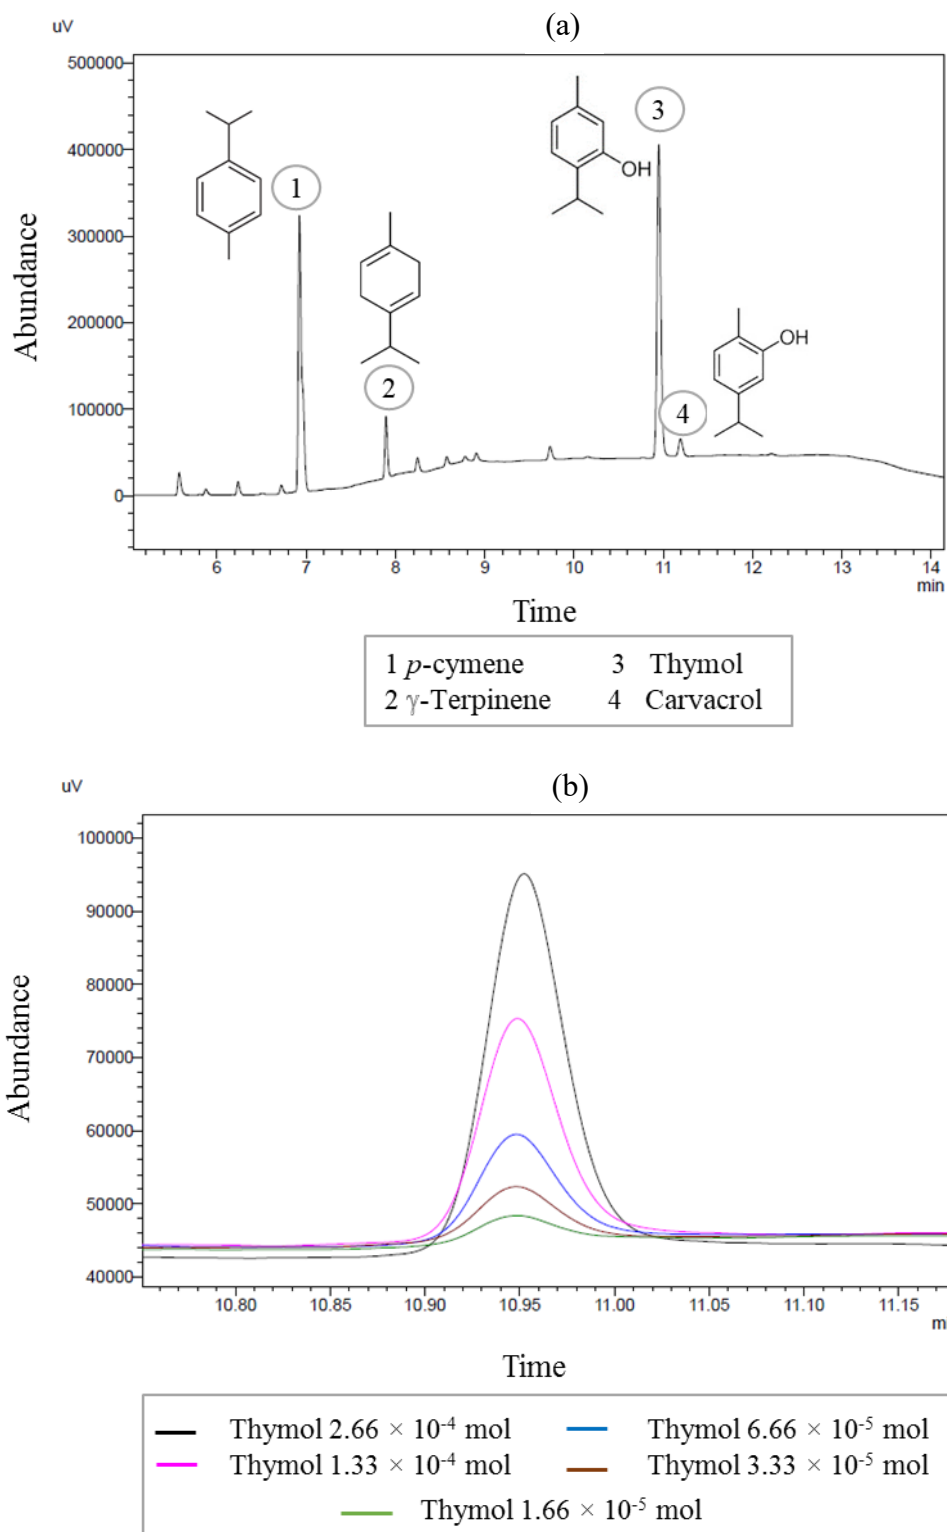 uV
(a)
500000
400000
300000
200000
100000
0
Abundance
1
2
3
4
OH
OH
6 7 8 9 10 11 12 13 14
min
Time
1 p-cymene 3 Thymol
2 γ-Terpinene 4 Carvacrol
uV
(b)
100000
90000
80000
70000
60000
50000
40000
Abundance
10.80 10.85 10.90 10.95 11.00 11.05 11.10 11.15
m
Time
Thymol 2.66 × 10⁻⁴ mol Thymol 6.66 × 10⁻⁵ mol
Thymol 1.33 × 10⁻⁴ mol Thymol 3.33 × 10⁻⁵ mol
Thymol 1.66 × 10⁻⁵ mol